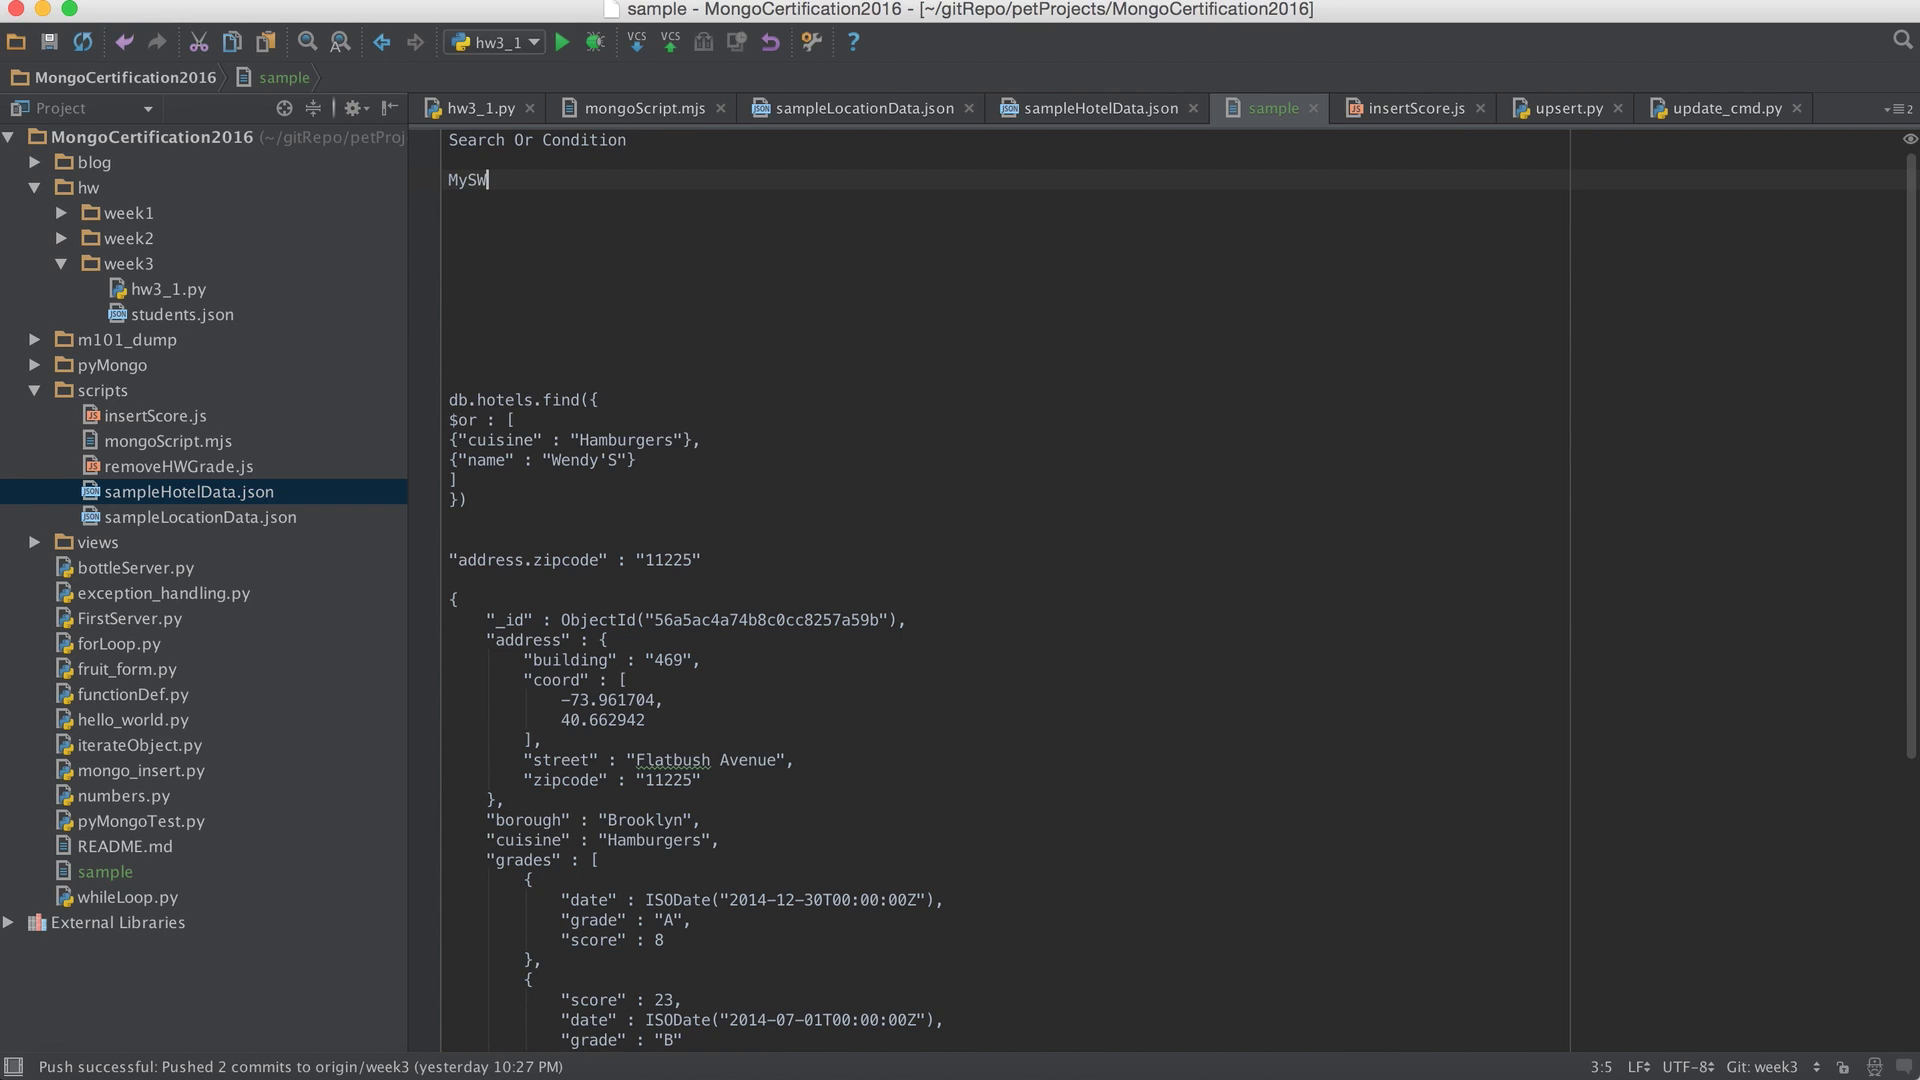 sample - MongoCertification2016 - [~/gitRepo/petProjects/MongoCertification2016]
hw3_1
VCS
VCS
MongoCertification2016
sample
Project
hw3_1.py
mongoScript.mjs
sampleLocationData.json
sampleHotelData.json
sample
insertScore.js
upsert.py
update_cmd.py
2
MongoCertification2016 (~/gitRepo/petProj
blog
hw
week1
week2
week3
hw3_1.py
students.json
m101_dump
pyMongo
scripts
insertScore.js
mongoScript.mjs
removeHWGrade.js
sampleHotelData.json
sampleLocationData.json
views
bottleServer.py
exception_handling.py
FirstServer.py
forLoop.py
fruit_form.py
functionDef.py
hello_world.py
iterateObject.py
mongo_insert.py
numbers.py
pyMongoTest.py
README.md
sample
whileLoop.py
External Libraries
Search Or Condition
MySW
db.hotels.find({
$or : [
{"cuisine" : "Hamburgers"},
{"name" : "Wendy'S"}
]
})
"address.zipcode" : "11225"
{
"_id" : ObjectId("56a5ac4a74b8c0cc8257a59b"),
"address" : {
"building" : "469",
"coord" : [
-73.961704,
40.662942
],
"street" : "Flatbush Avenue",
"zipcode" : "11225"
},
"borough" : "Brooklyn",
"cuisine" : "Hamburgers",
"grades" : [
{
"date" : ISODate("2014-12-30T00:00:00Z"),
"grade" : "A",
"score" : 8
},
{
"score" : 23,
"date" : ISODate("2014-07-01T00:00:00Z"),
"grade" : "B"
Push successful: Pushed 2 commits to origin/week3 (yesterday 10:27 PM)
3:5 LF UTF-8 Git: week3